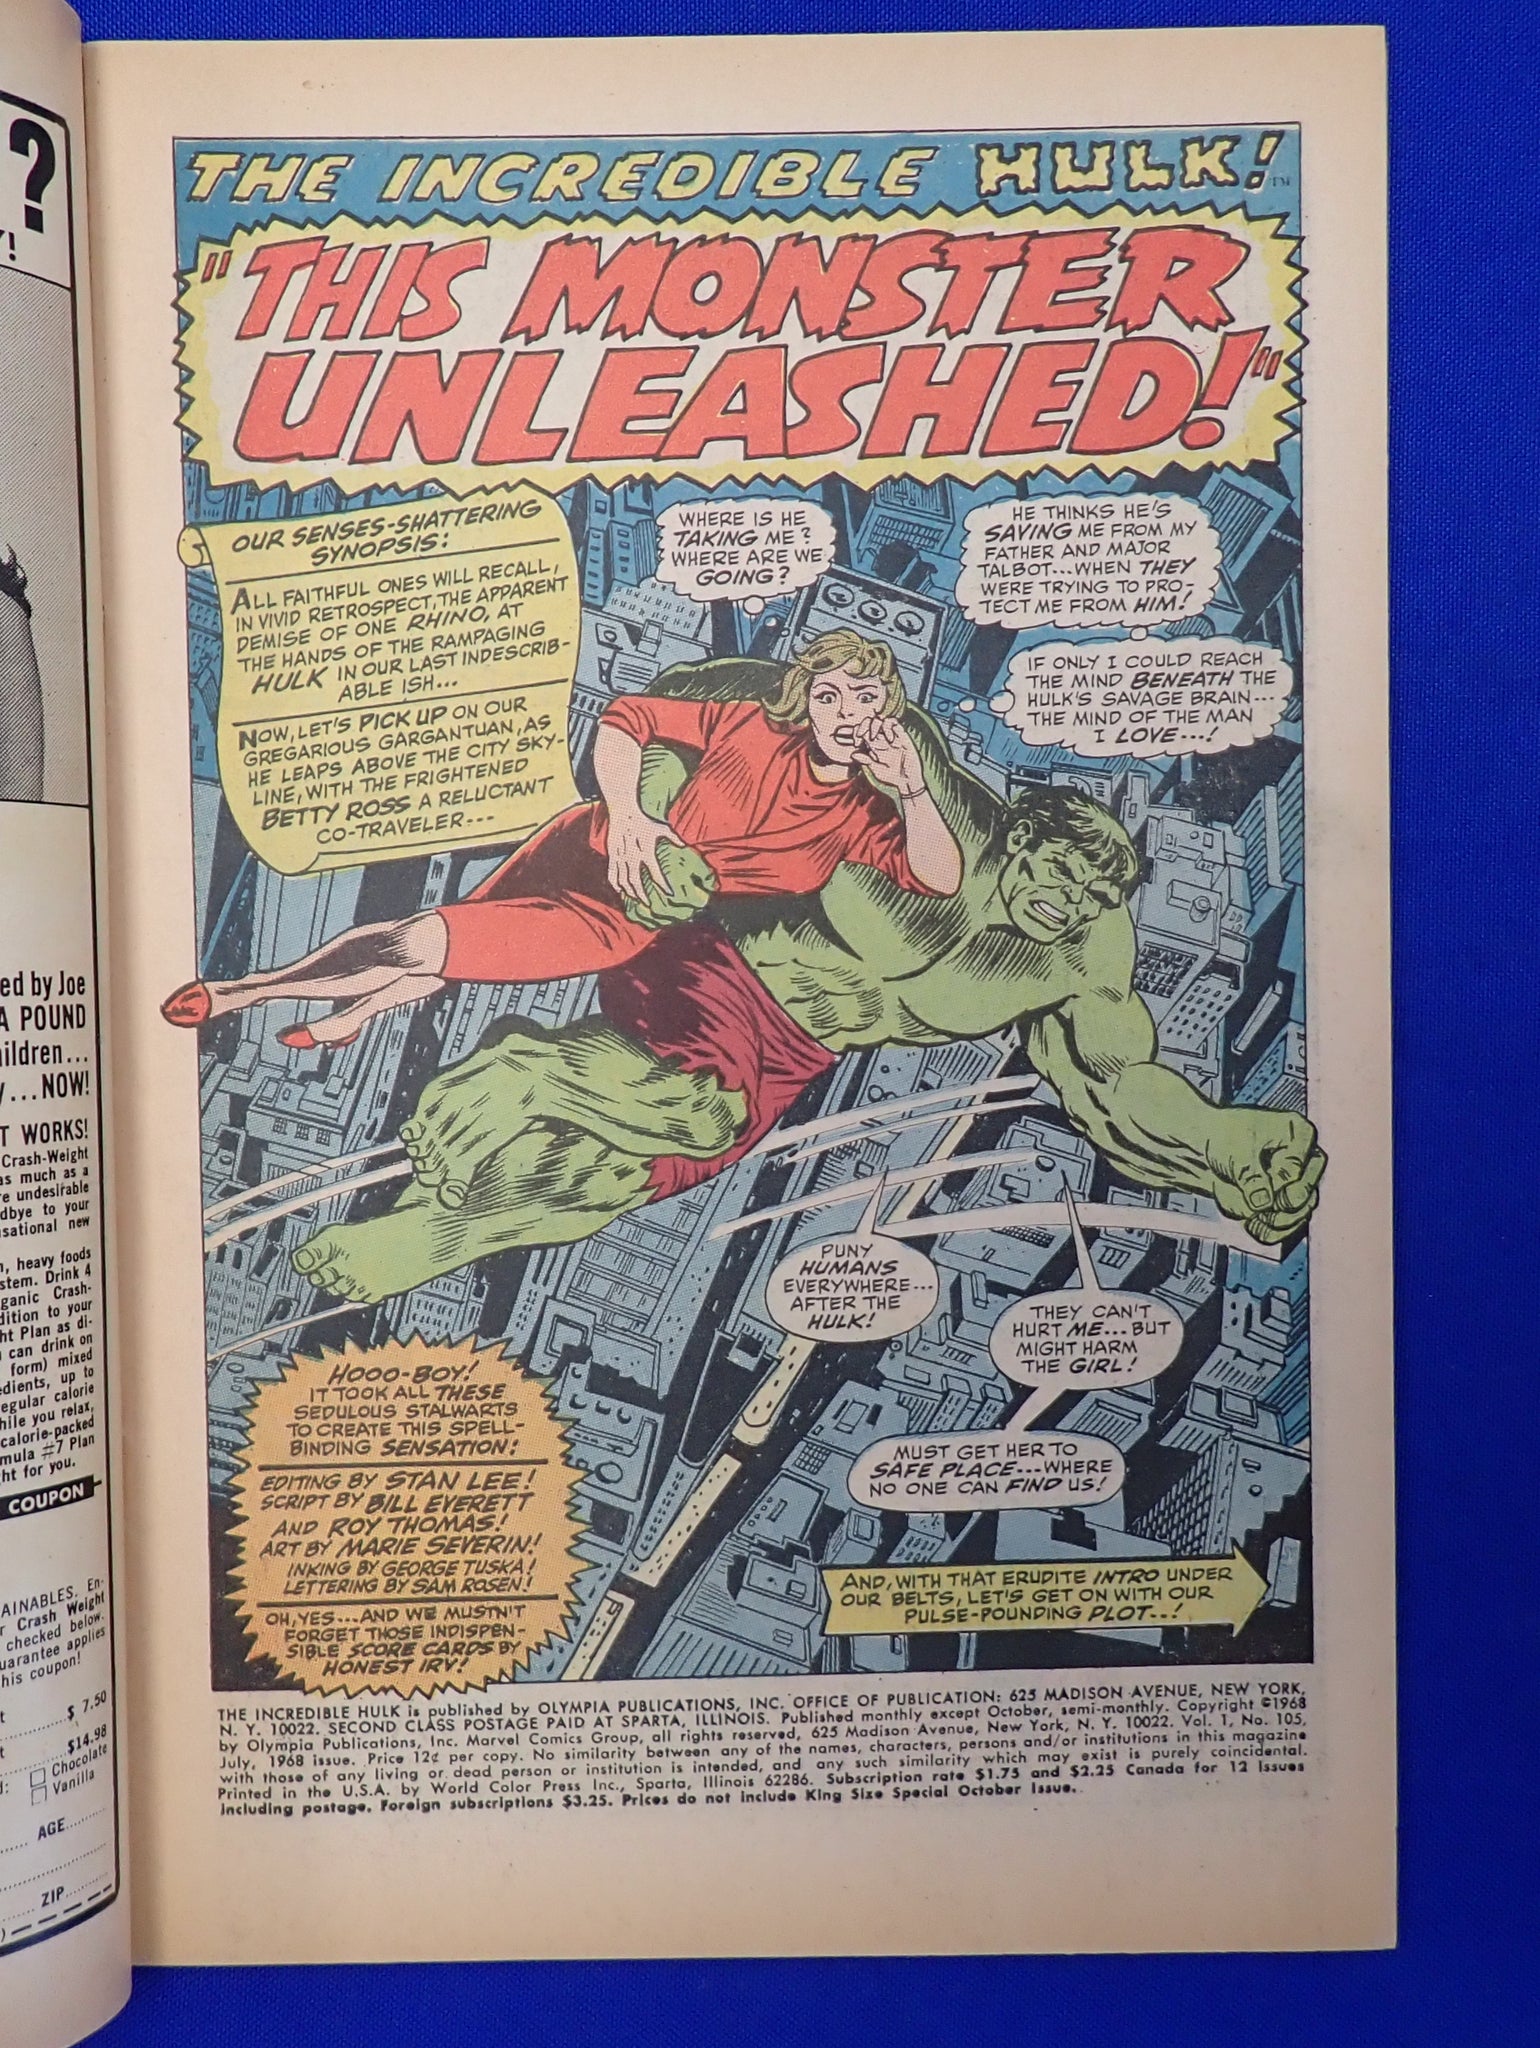 ?
Y!
ed by Joe
A POUND
ildren...
y...NOW!
T WORKS!
Crash-Weight
as much as a
re undesirable
dbye to your
sational new
n, heavy foods
stem. Drink 4
ganic Crash-
dition to your
ht Plan as di-
can drink on
form) mixed
edients, up to
regular calorie
hile you relax,
calorie-packed
mula #7 Plan
ht for you.
COUPON
AINABLES. En-
r Crash Weight
checked below.
uarantee applies
his coupon!
$ 7.50
$14.98
Chocolate
Vanilla
AGE
ZIP
THE INCREDIBLE HULK!
TM
"THIS MONSTER
UNLEASHED!"
OUR SENSES-SHATTERING
SYNOPSIS:
ALL FAITHFUL ONES WILL RECALL,
IN VIVID RETROSPECT, THE APPARENT
DEMISE OF ONE RHINO, AT
THE HANDS OF THE RAMPAGING
HULK IN OUR LAST INDESCRIB-
ABLE ISH...
NOW, LET'S PICK UP ON OUR
GREGARIOUS GARGANTUAN, AS
HE LEAPS ABOVE THE CITY SKY-
LINE, WITH THE FRIGHTENED
BETTY ROSS A RELUCTANT
CO-TRAVELER---
WHERE IS HE
TAKING ME?
WHERE ARE WE
GOING?
HE THINKS HE'S
SAVING ME FROM MY
FATHER AND MAJOR
TALBOT...WHEN THEY
WERE TRYING TO PRO-
TECT ME FROM HIM!
IF ONLY I COULD REACH
THE MIND BENEATH THE
HULK'S SAVAGE BRAIN---
THE MIND OF THE MAN
I LOVE---!
PUNY
HUMANS
EVERYWHERE...
AFTER THE
HULK!
THEY CAN'T
HURT ME...BUT
MIGHT HARM
THE GIRL!
MUST GET HER TO
SAFE PLACE...WHERE
NO ONE CAN FIND US!
HOOO-BOY!
IT TOOK ALL THESE
SEDULOUS STALWARTS
TO CREATE THIS SPELL-
BINDING SENSATION:
EDITING BY STAN LEE!
SCRIPT BY BILL EVERETT
AND ROY THOMAS!
ART BY MARIE SEVERIN!
INKING BY GEORGE TUSKA!
LETTERING BY SAM ROSEN!
OH, YES...AND WE MUSTN'T
FORGET THOSE INDISPEN-
SIBLE SCORE CARDS BY
HONEST IRV!
AND, WITH THAT ERUDITE INTRO UNDER
OUR BELTS, LET'S GET ON WITH OUR
PULSE-POUNDING PLOT--!
THE INCREDIBLE HULK is published by OLYMPIA PUBLICATIONS, INC. OFFICE OF PUBLICATION: 625 MADISON AVENUE, NEW YORK,
N. Y. 10022. SECOND CLASS POSTAGE PAID AT SPARTA, ILLINOIS. Published monthly except October, semi-monthly. Copyright ©1968
by Olympia Publications, Inc. Marvel Comics Group, all rights reserved, 625 Madison Avenue, New York, N. Y. 10022. Vol. 1, No. 105,
July, 1968 issue. Price 12¢ per copy. No similarity between any of the names, characters, persons and/or institutions in this magazine
with those of any living or dead person or institution is intended, and any such similarity which may exist is purely coincidental.
Printed in the U.S.A. by World Color Press Inc., Sparta, Illinois 62286. Subscription rate $1.75 and $2.25 Canada for 12 issues
including postage. Foreign subscriptions $3.25. Prices do not include King Size Special October Issue.